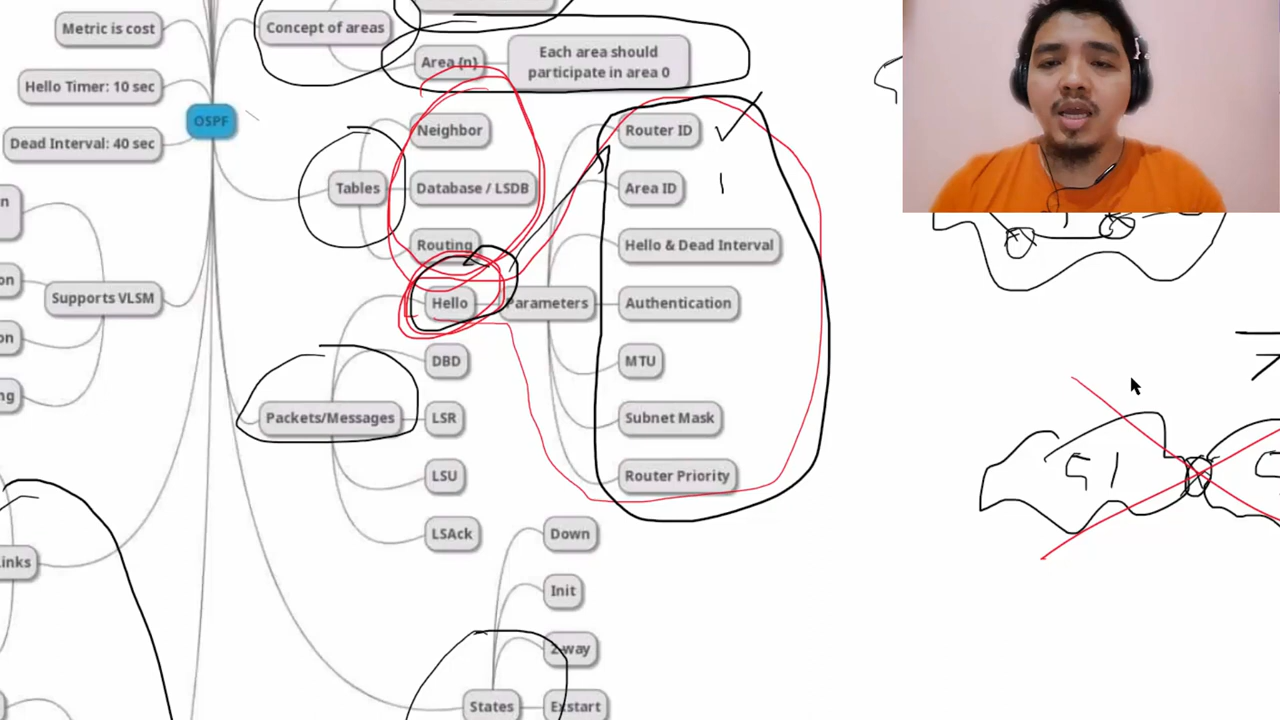 Metric is cost
Concept of areas
Hello Timer: 10 sec
Area {n}
Each area should
participate in area 0
OSPF
Dead Interval: 40 sec
Neighbor
Router ID
Tables
Database / LSDB
Area ID
Routing
Hello & Dead Interval
Supports VLSM
Hello
Parameters
Authentication
DBD
MTU
Packets/Messages
LSR
Subnet Mask
LSU
Router Priority
LSAck
Down
Init
2-way
States
Exstart